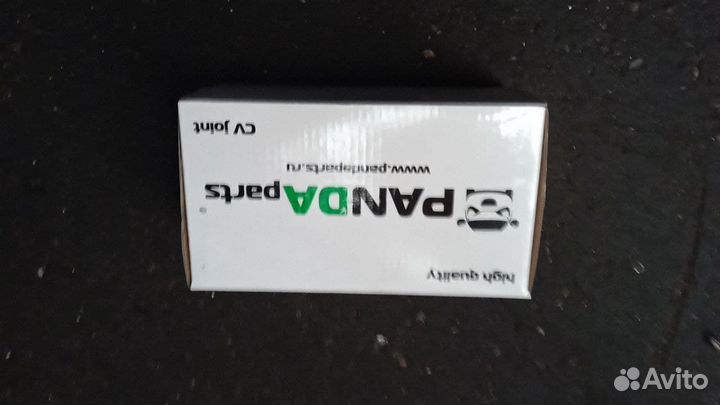 high quality
PANDAparts
www.pandaparts.ru
CV joint
Avito